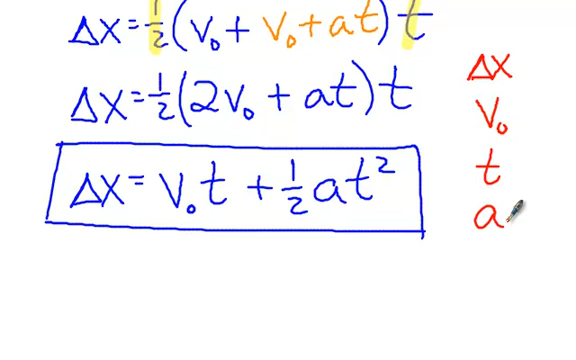 Δx = ½(v₀ + v₀ + at)t
Δx = ½(2v₀ + at)t
Δx = v₀t + ½at²
Δx
v₀
t
a